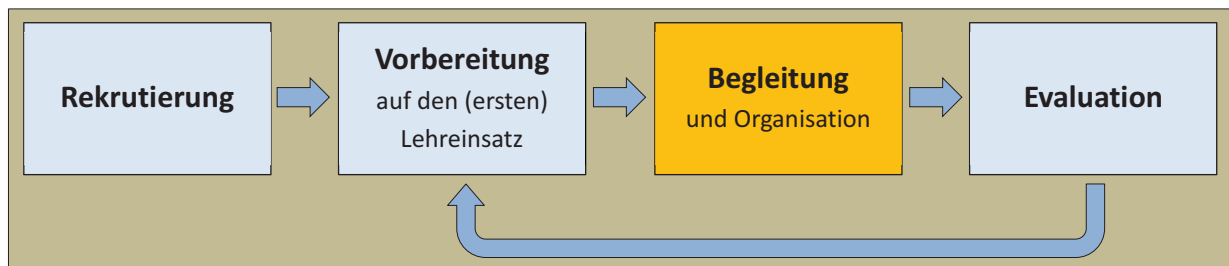 Rekrutierung
Vorbereitung
auf den (ersten)
Lehreinsatz
Begleitung
und Organisation
Evaluation